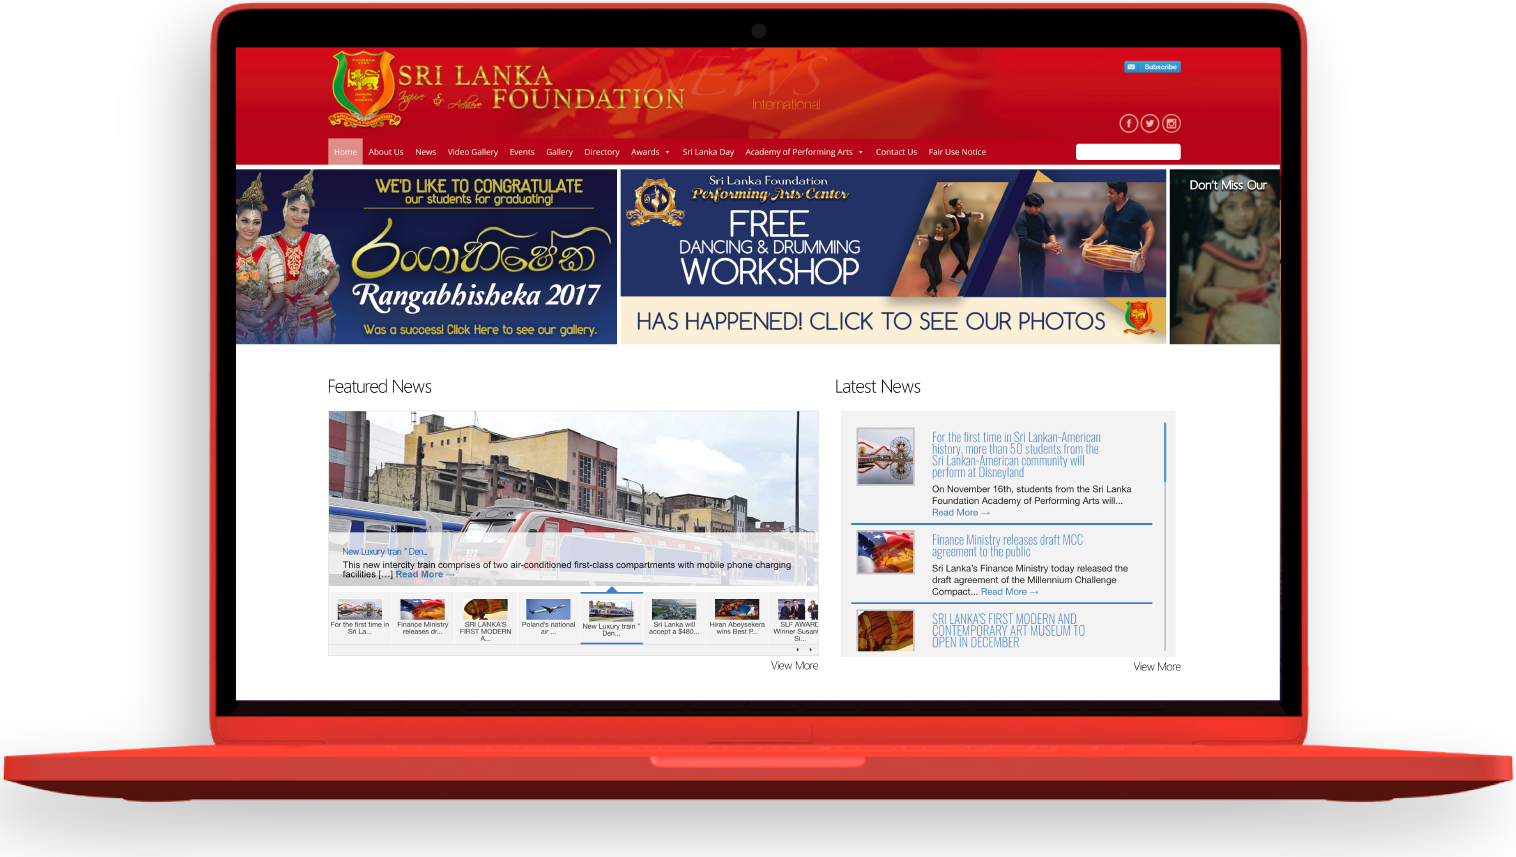 SRI LANKA
Inspire & Achieve FOUNDATION
NEWS
International
Subscribe
Home About Us News Video Gallery Events Gallery Directory Awards Sri Lanka Day Academy of Performing Arts Contact Us Fair Use Notice
WE'D LIKE TO CONGRATULATE
our students for graduating!
රංගාභිෂේක
Rangabhisheka 2017
Was a success! Click Here to see our gallery.
Sri Lanka Foundation
Performing Arts Center
FREE
DANCING & DRUMMING
WORKSHOP
HAS HAPPENED! CLICK TO SEE OUR PHOTOS
Don't Miss Our
Featured News
New Luxury train " Den...
This new intercity train comprises of two air-conditioned first-class compartments with mobile phone charging
facilities [...] Read More →
For the first time in
Sri La...
Finance Ministry
releases dr...
SRI LANKA'S
FIRST MODERN
A...
Poland's national
air ...
New Luxury train "
Den...
Sri Lanka will
accept a $480...
Hiran Abeysekera
wins Best P...
SLF AWARD
Winner Susant
Si...
View More
Latest News
For the first time in Sri Lankan-American
history, more than 50 students from the
Sri Lankan-American community will
perform at Disneyland
On November 16th, students from the Sri Lanka
Foundation Academy of Performing Arts will...
Read More →
Finance Ministry releases draft MCC
agreement to the public
Sri Lanka's Finance Ministry today released the
draft agreement of the Millennium Challenge
Compact... Read More →
SRI LANKA'S FIRST MODERN AND
CONTEMPORARY ART MUSEUM TO
OPEN IN DECEMBER
View More